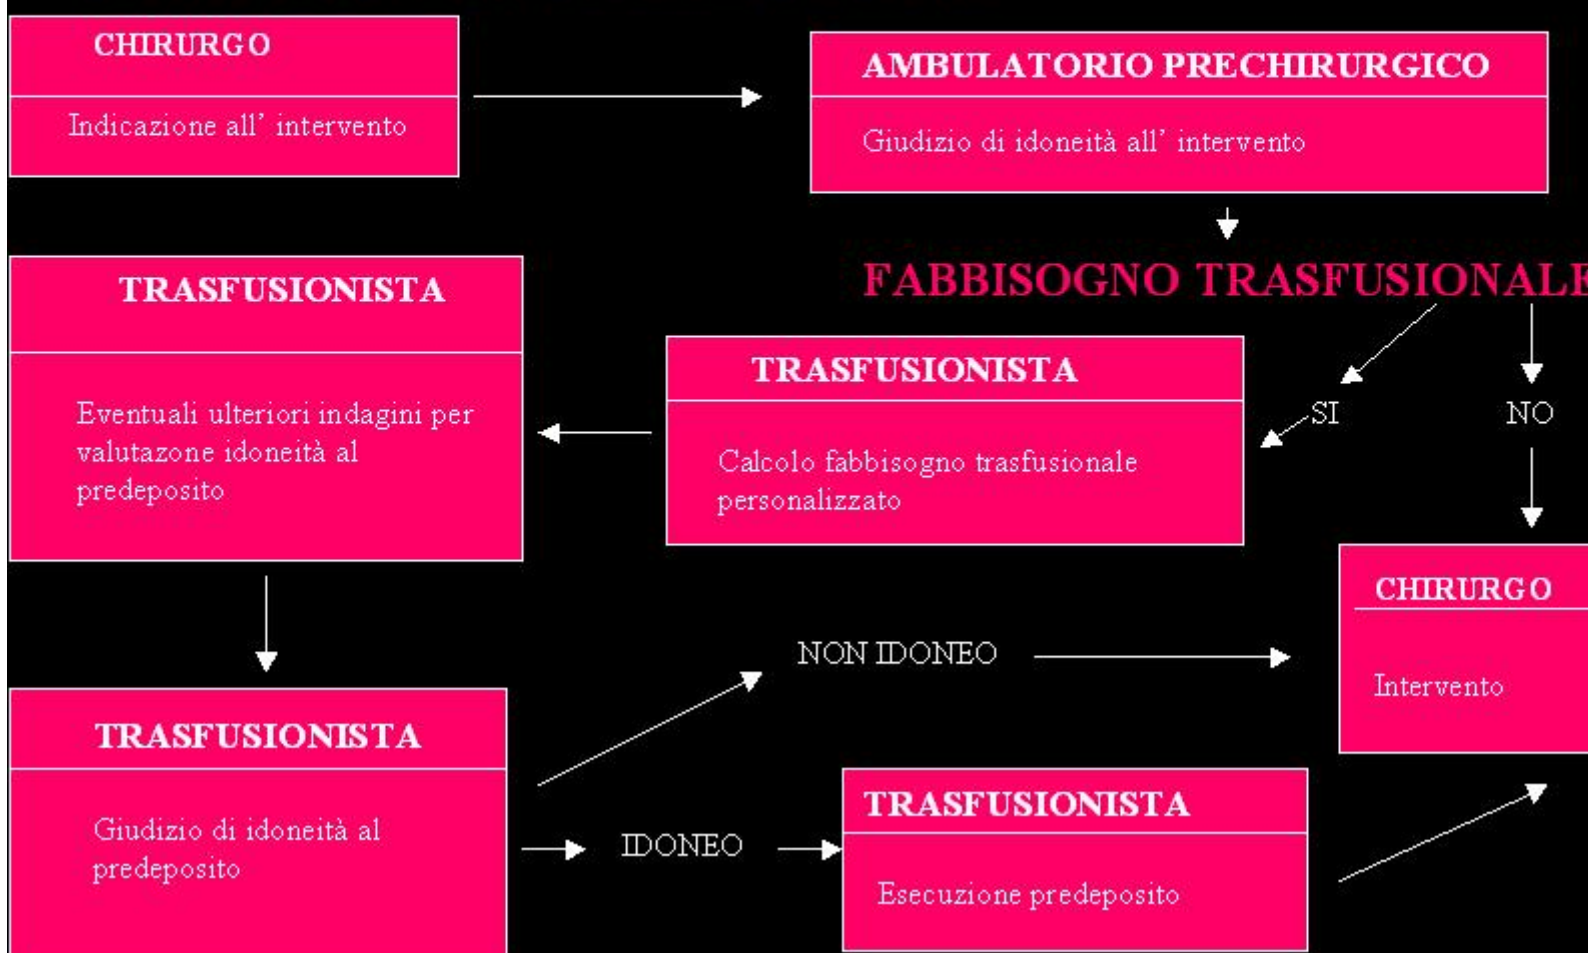 CHIRURGO
Indicazione all' intervento
AMBULATORIO PRECHIRURGICO
Giudizio di idoneità all' intervento
FABBISOGNO TRASFUSIONALE
SI
NO
TRASFUSIONISTA
Calcolo fabbisogno trasfusionale
personalizzato
TRASFUSIONISTA
Eventuali ulteriori indagini per
valutazone idoneità al
predeposito
TRASFUSIONISTA
Giudizio di idoneità al
predeposito
NON IDONEO
IDONEO
TRASFUSIONISTA
Esecuzione predeposito
CHIRURGO
Intervento